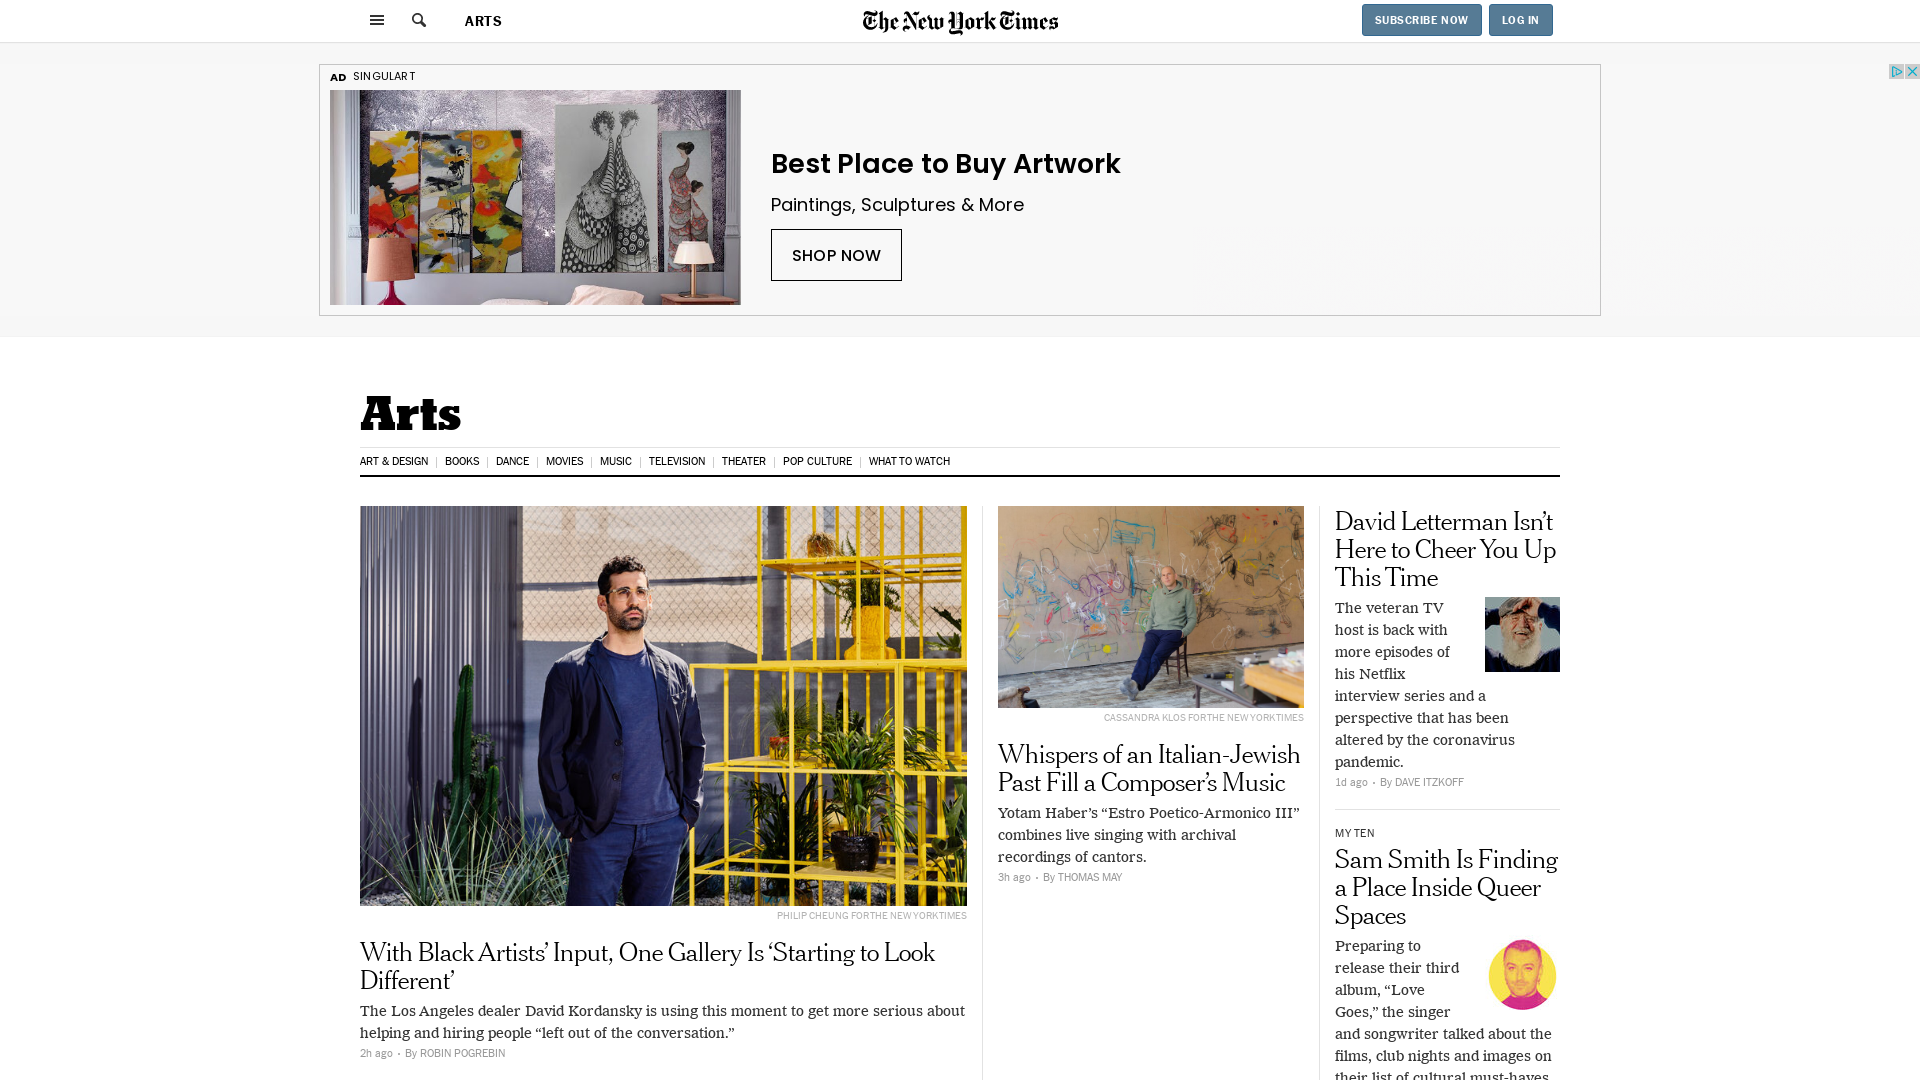 ARTS
The New York Times
SUBSCRIBE NOW
LOG IN
AD SINGULART
Best Place to Buy Artwork
Paintings, Sculptures & More
SHOP NOW
Arts
ART & DESIGN
BOOKS
DANCE
MOVIES
MUSIC
TELEVISION
THEATER
POP CULTURE
WHAT TO WATCH
PHILIP CHEUNG FOR THE NEW YORK TIMES
With Black Artists’ Input, One Gallery Is ‘Starting to Look
Different’
The Los Angeles dealer David Kordansky is using this moment to get more serious about
helping and hiring people “left out of the conversation.”
2h ago • By ROBIN POGREBIN
CASSANDRA KLOS FOR THE NEW YORK TIMES
Whispers of an Italian-Jewish
Past Fill a Composer’s Music
Yotam Haber’s “Estro Poetico-Armonico III”
combines live singing with archival
recordings of cantors.
3h ago • By THOMAS MAY
David Letterman Isn’t
Here to Cheer You Up
This Time
The veteran TV
host is back with
more episodes of
his Netflix
interview series and a
perspective that has been
altered by the coronavirus
pandemic.
1d ago • By DAVE ITZKOFF
MY TEN
Sam Smith Is Finding
a Place Inside Queer
Spaces
Preparing to
release their third
album, “Love
Goes,” the singer
and songwriter talked about the
films, club nights and images on
their list of cultural must-haves